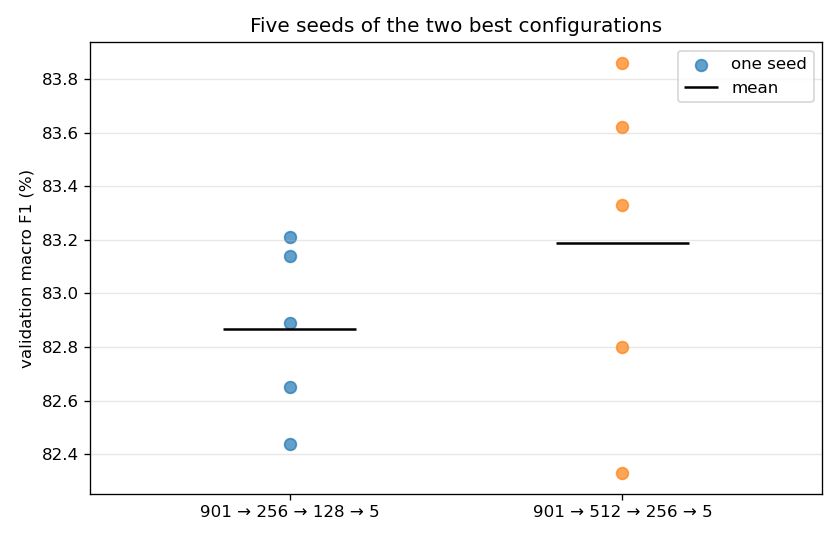 Five seeds of the two best configurations
one seed
mean
validation macro F1 (%)
83.8
83.6
83.4
83.2
83.0
82.8
82.6
82.4
901 → 256 → 128 → 5
901 → 512 → 256 → 5